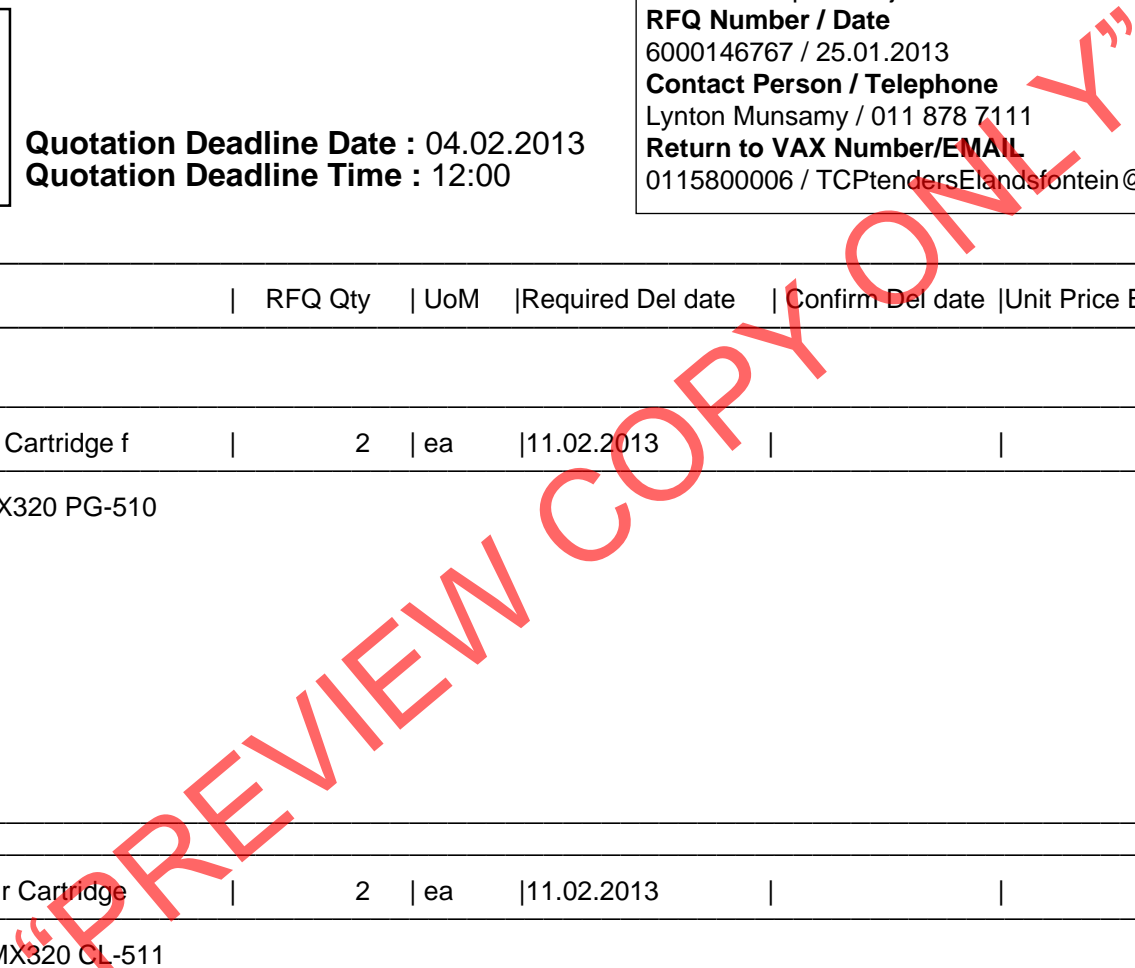 RFQ Number / Date
6000146767 / 25.01.2013
Contact Person / Telephone
Lynton Munsamy / 011 878 7111
Return to VAX Number/EMAIL
0115800006 / TCPtendersElandsfontein@
Quotation Deadline Date : 04.02.2013
Quotation Deadline Time : 12:00
| RFQ Qty | UoM |Required Del date | Confirm Del date |Unit Price E
Cartridge f | 2 | ea |11.02.2013 | |
X320 PG-510
r Cartridge | 2 | ea |11.02.2013 | |
MX320 CL-511
“PREVIEW COPY ONLY”